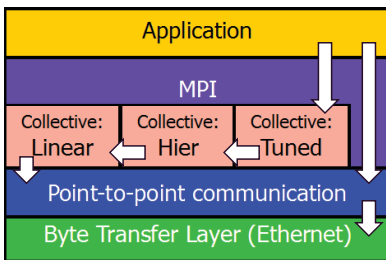 Application
MPI
Collective:
Linear
Collective:
Hier
Collective:
Tuned
Point-to-point communication
Byte Transfer Layer (Ethernet)